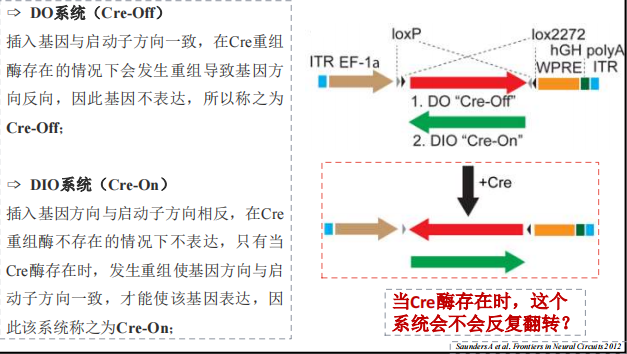 ⇨ DO系统（Cre-Off）
插入基因与启动子方向一致，在Cre重组
酶存在的情况下会发生重组导致基因方
向反向，因此基因不表达，所以称之为
Cre-Off；
⇨ DIO系统（Cre-On）
插入基因方向与启动子方向相反，在Cre
重组酶不存在的情况下不表达，只有当
Cre酶存在时，发生重组使基因方向与启
动子方向一致，才能使该基因表达，因
此该系统称之为Cre-On；
loxP
lox2272
hGH polyA
ITR EF-1a
WPRE
ITR
1. DO "Cre-Off"
2. DIO "Cre-On"
+Cre
当Cre酶存在时，这个
系统会不会反复翻转？
Saunders A et al. Frontiers in Neural Circuits 2012